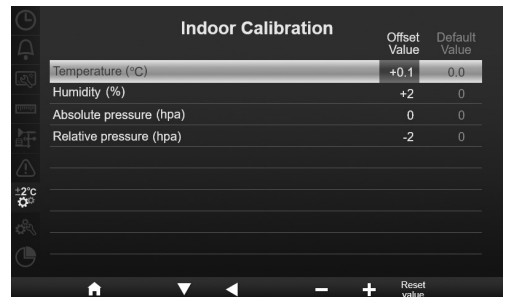 Indoor Calibration
Offset Value
Default Value
Temperature (°C) +0.1 0.0
Humidity (%) +2 0
Absolute pressure (hpa) 0 0
Relative pressure (hpa) -2 0
±2°C
Reset value